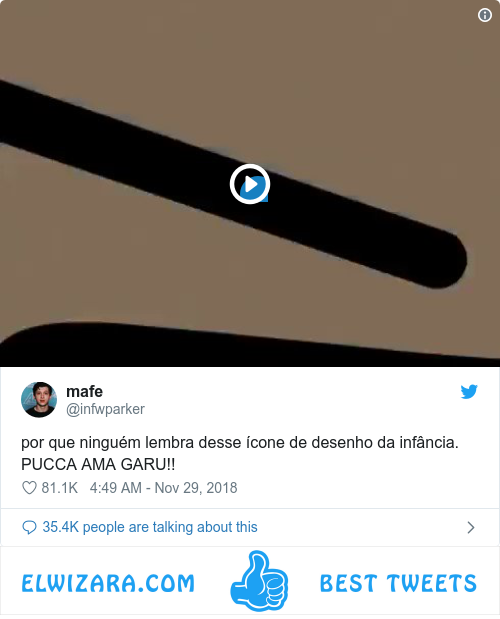 mafe
@infwparker
por que ninguém lembra desse ícone de desenho da infância.
PUCCA AMA GARU!!
81.1K 4:49 AM - Nov 29, 2018
35.4K people are talking about this
ELWIZARA.COM BEST TWEETS